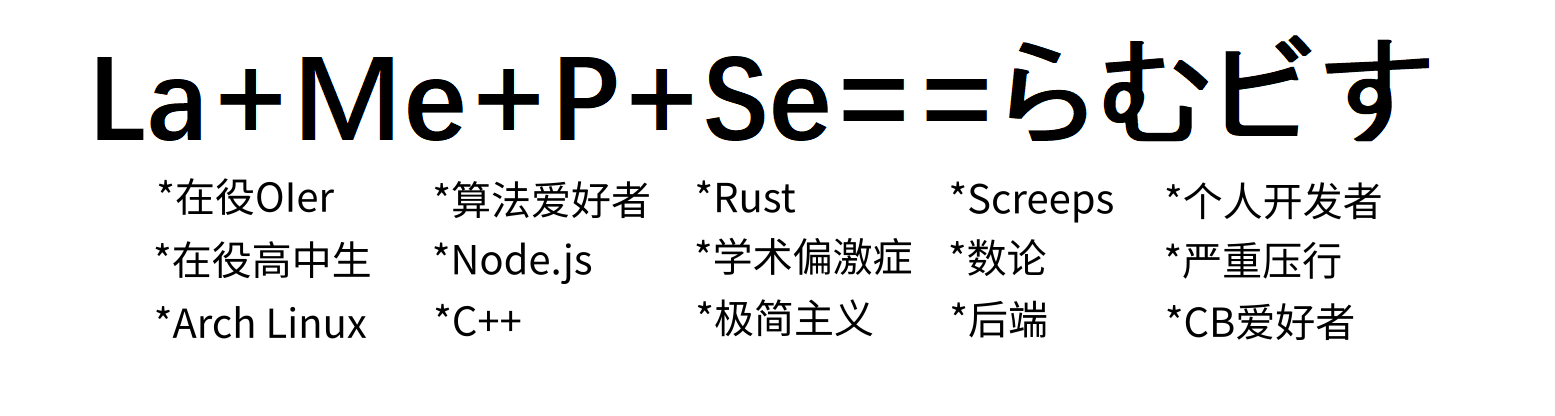 La+Me+P+Se==らむビす
*在役OIer *算法爱好者 *Rust *Screeps *个人开发者
*在役高中生 *Node.js *学术偏激症 *数论 *严重压行
*Arch Linux *C++ *极简主义 *后端 *CB爱好者